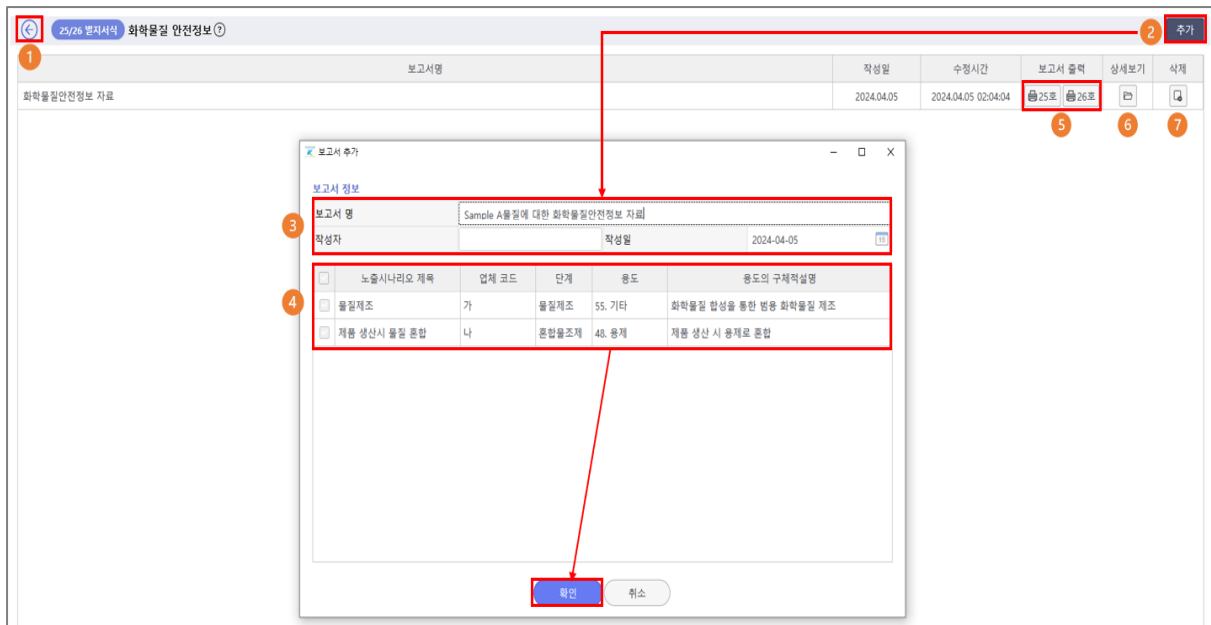 25/26 별지서식 화학물질 안전정보 ? 2 추가
1
보고서명 작성일 수정시간 보고서 출력 상세보기 삭제
화학물질안전정보 자료 2024.04.05 2024.04.05 02:04:04 25호 26호
5 6 7
보고서 추가
보고서 정보
3 보고서 명 Sample A물질에 대한 화학물질안전정보 자료
작성자 작성일 2024-04-05 15
노출시나리오 제목 업체 코드 단계 용도 용도의 구체적설명
4 물질제조 가 물질제조 55. 기타 화학물질 합성을 통한 범용 화학물질 제조
제품 생산시 물질 혼합 나 혼합물조제 48. 용제 제품 생산 시 용제로 혼합
확인 취소